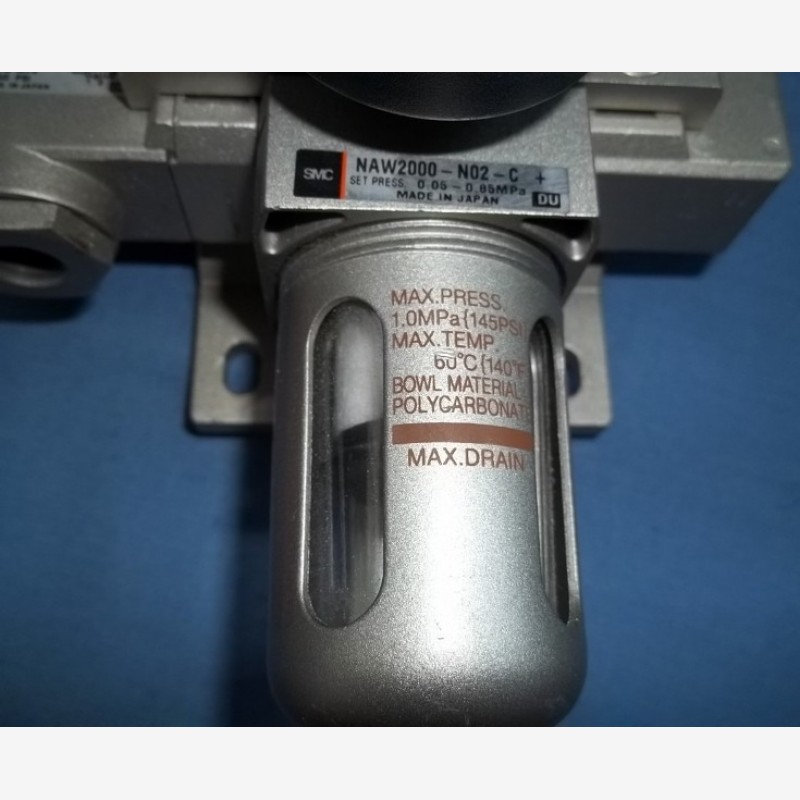 SMC
NAW2000-N02-C +
SET PRESS. 0.05-0.85MPa
MADE IN JAPAN
DU
MAX.PRESS.
1.0MPa{145PSI
MAX.TEMP.
60°C{140°F
BOWL MATERIAL
POLYCARBONAT
MAX.DRAIN